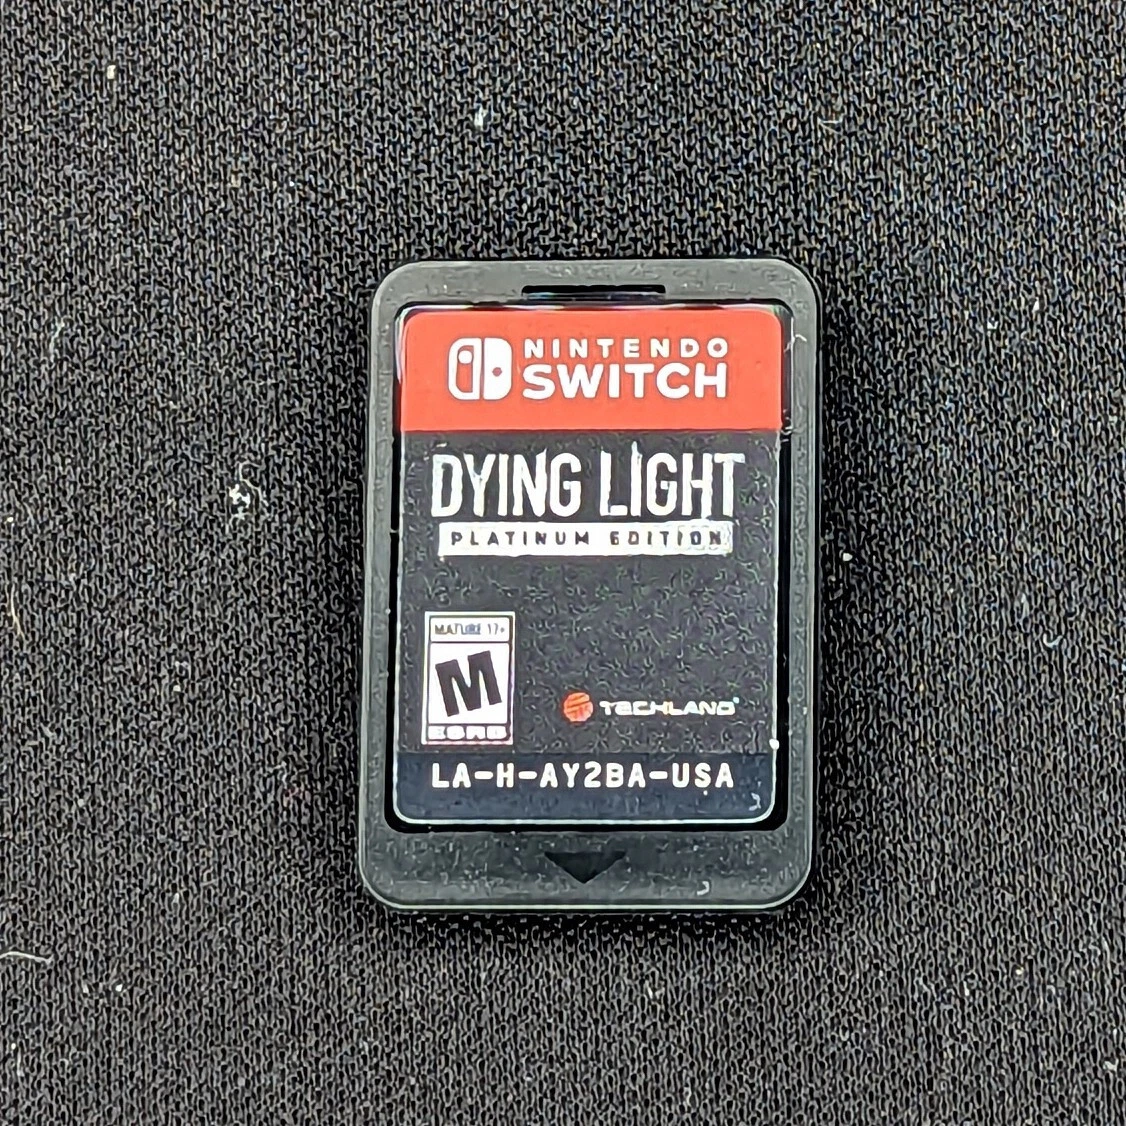 NINTENDO
SWITCH
DYING LIGHT
PLATINUM EDITION
MATURE 17+
M
ESRB
TECHLAND
LA-H-AY2BA-USA